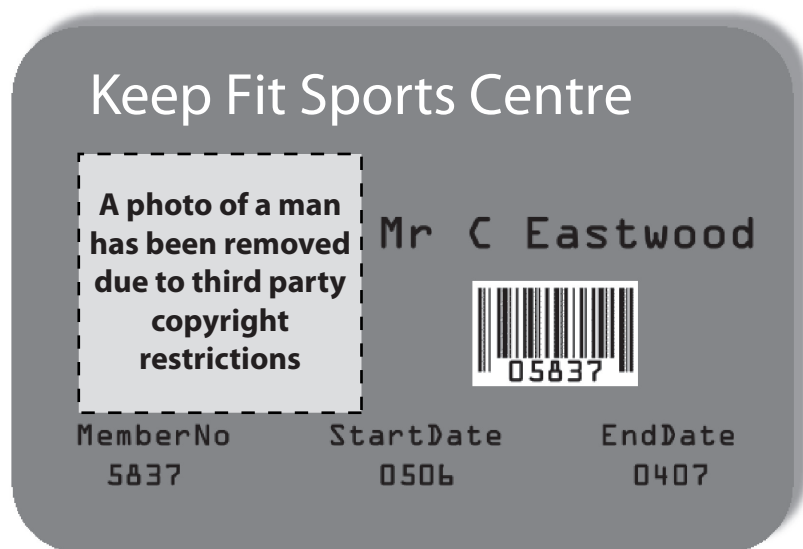 Keep Fit Sports Centre
A photo of a man
has been removed
due to third party
copyright
restrictions
Mr C Eastwood
05837
MemberNo StartDate EndDate
5837 0506 0407